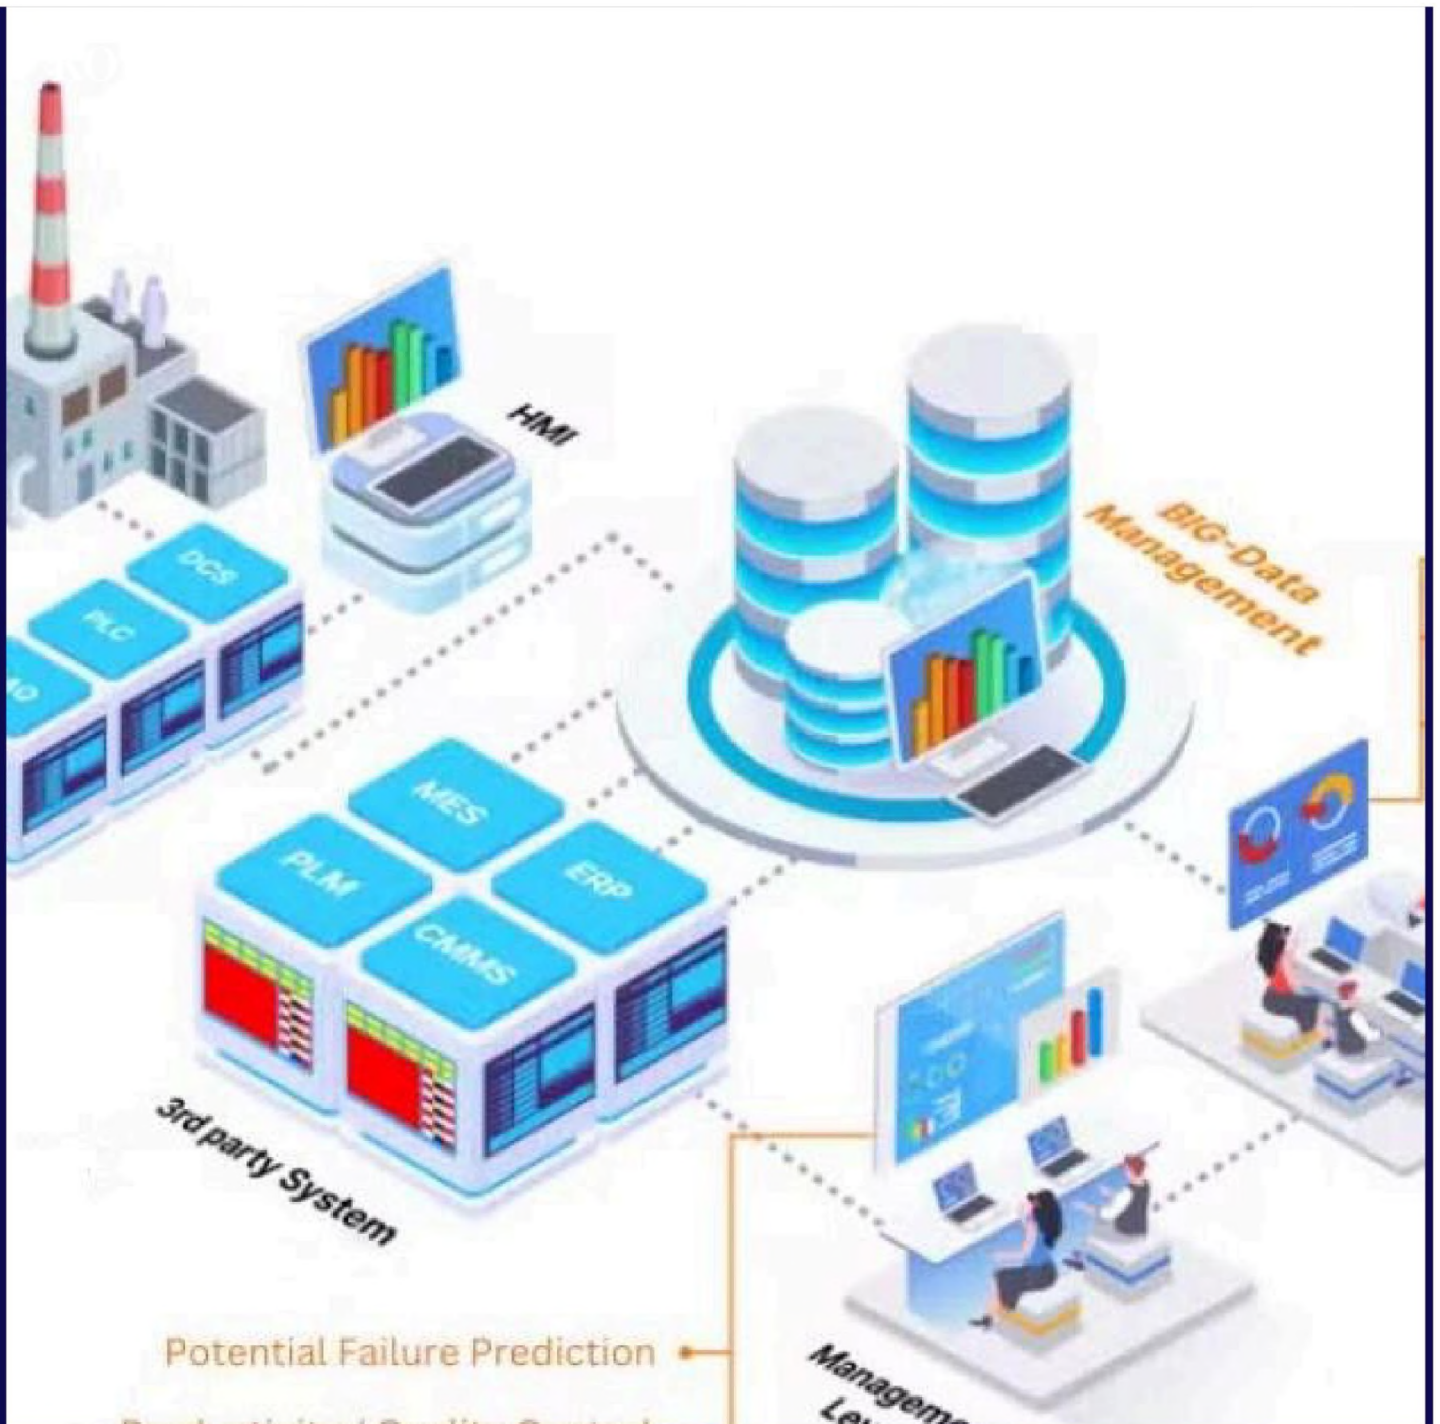 HMI
BIG-Data
Management
DCS
PLC
MES
PLM
ERP
CMMS
3rd party System
Potential Failure Prediction